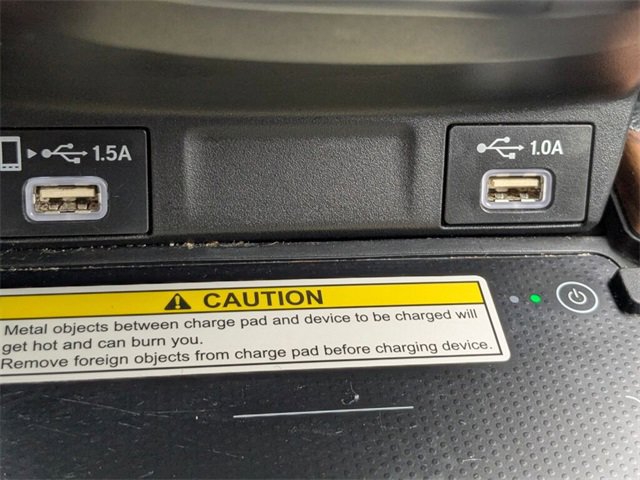 1.5A
1.0A
CAUTION
Metal objects between charge pad and device to be charged will
get hot and can burn you.
Remove foreign objects from charge pad before charging device.